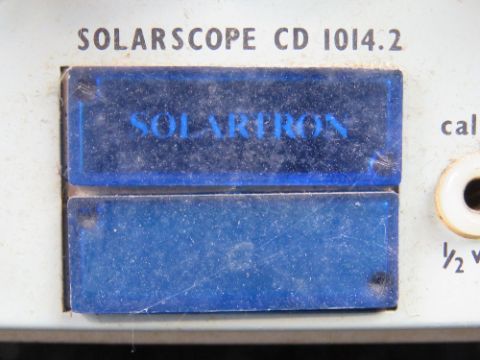 SOLARSCOPE CD 1014.2
SOLARTRON
cal
1/2 v